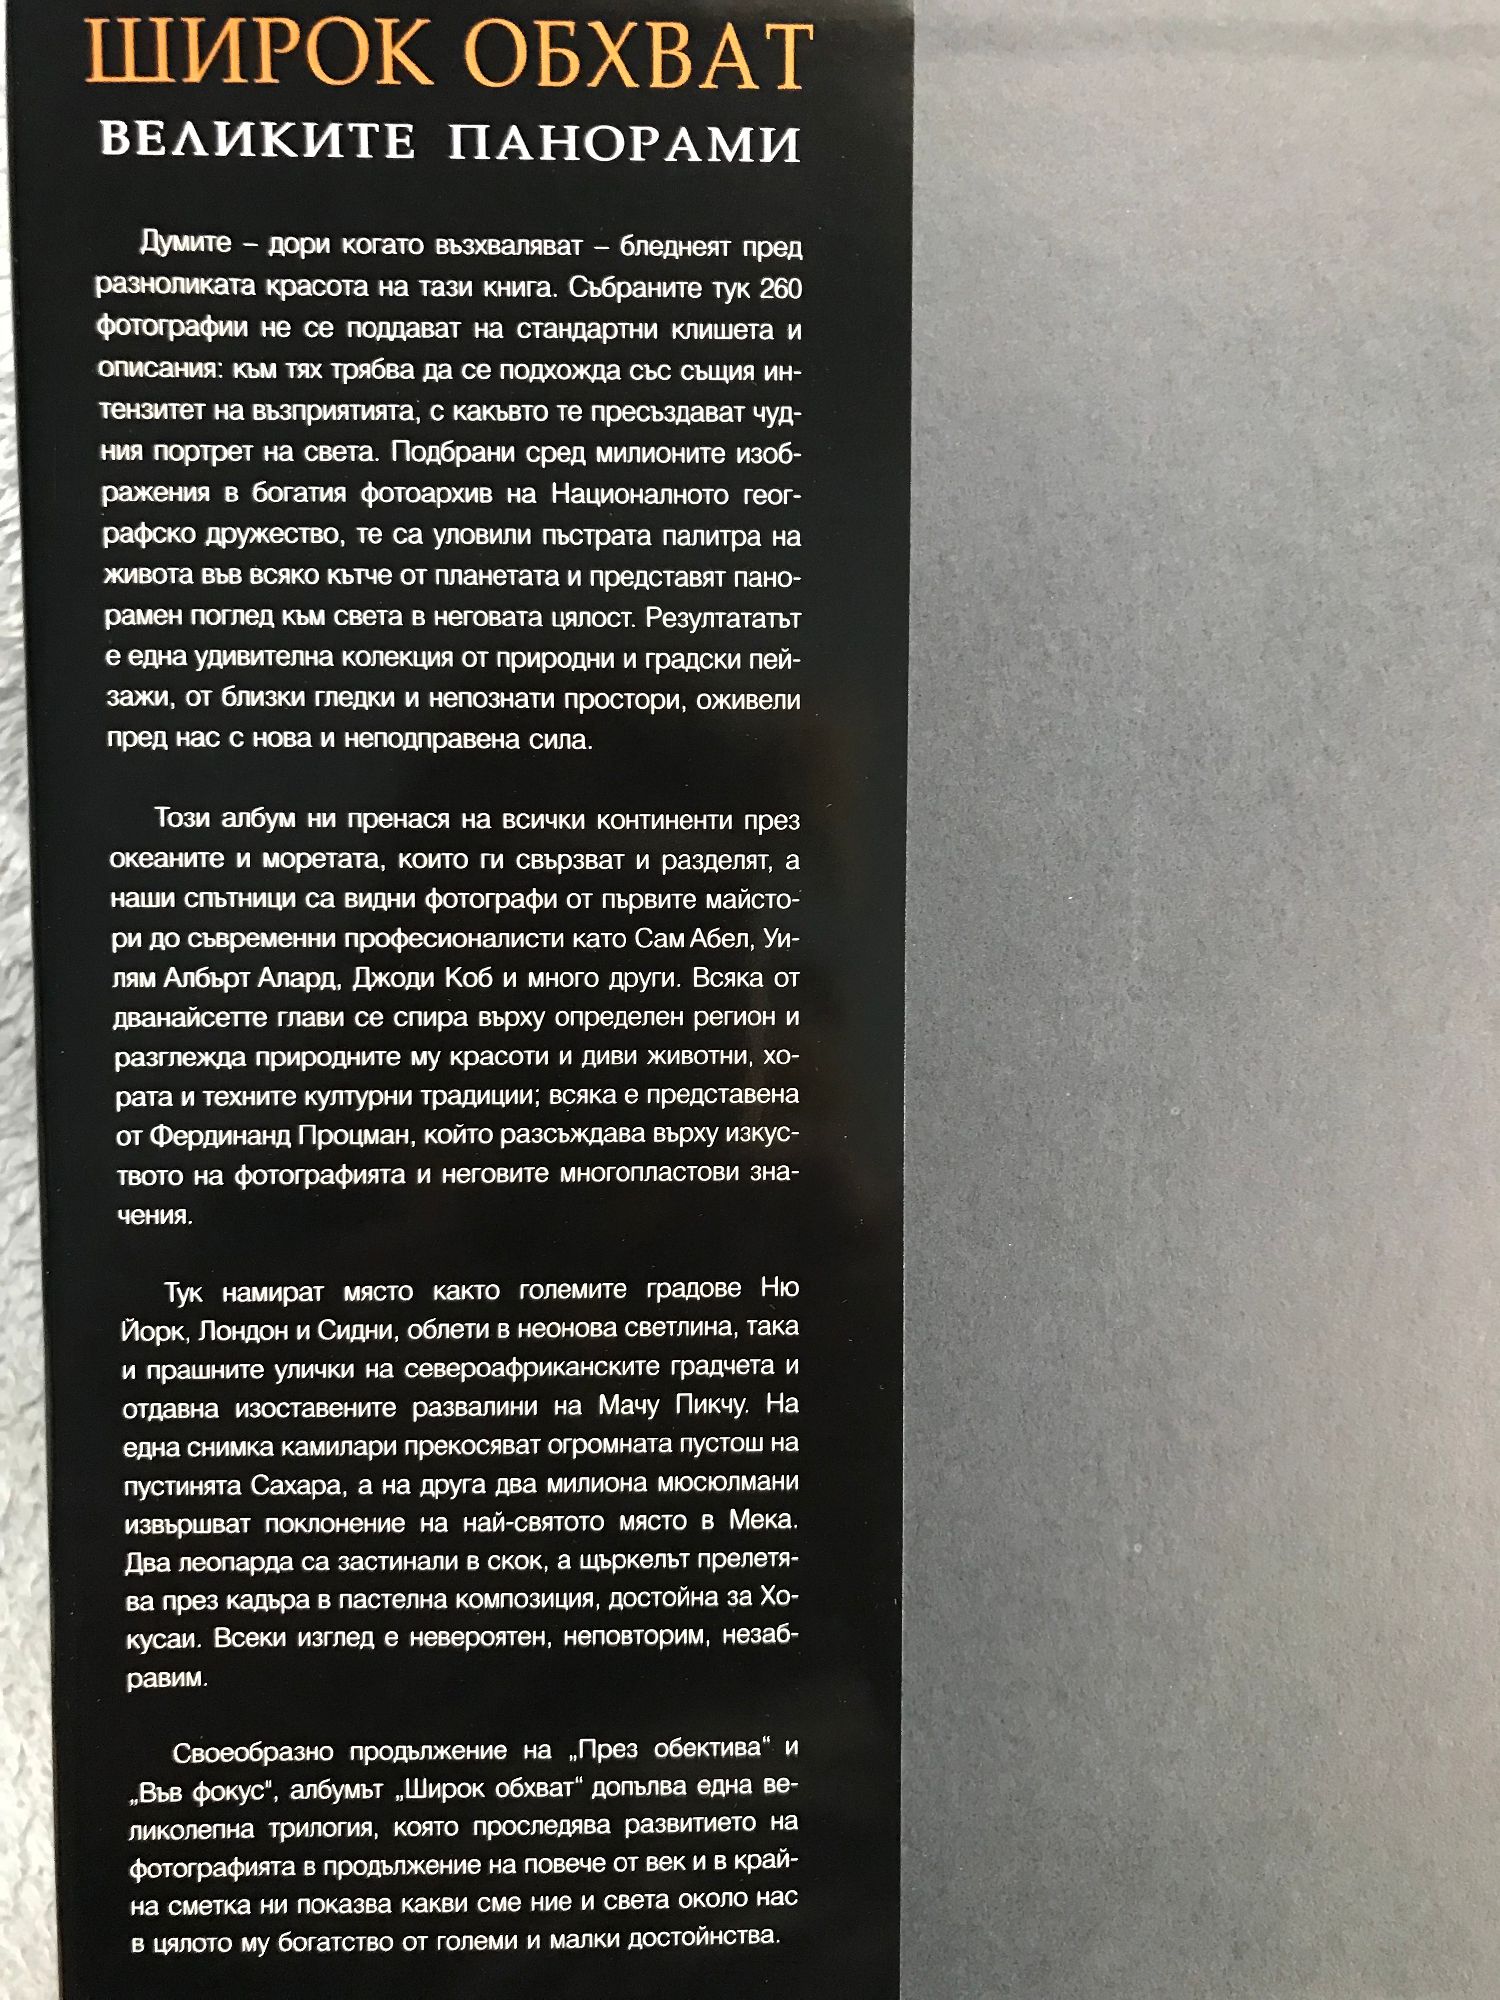 ШИРОК ОБХВАТ
ВЕЛИКИТЕ ПАНОРАМИ
Думите – дори когато възхваляват – бледнеят пред
разноликата красота на тази книга. Събраните тук 260
фотографии не се поддават на стандартни клишета и
описания: към тях трябва да се подхожда със същия ин-
тензитет на възприятията, с какъвто те пресъздават чуд-
ния портрет на света. Подбрани сред милионите изоб-
ражения в богатия фотоархив на Националното геог-
рафско дружество, те са уловили пъстрата палитра на
живота във всяко кътче от планетата и представят пано-
рамен поглед към света в неговата цялост. Резултататът
е една удивителна колекция от природни и градски пей-
зажи, от близки гледки и непознати простори, оживели
пред нас с нова и неподправена сила.
Този албум ни пренася на всички континенти през
океаните и моретата, които ги свързват и разделят, а
наши спътници са видни фотографи от първите майсто-
ри до съвременни професионалисти като Сам Абел, Уи-
лям Албърт Алард, Джоди Коб и много други. Всяка от
дванайсетте глави се спира върху определен регион и
разглежда природните му красоти и диви животни, хо-
рата и техните културни традиции; всяка е представена
от Фердинанд Процман, който разсъждава върху изкус-
твото на фотографията и неговите многопластови зна-
чения.
Тук намират място както големите градове Ню
Йорк, Лондон и Сидни, облети в неонова светлина, така
и прашните улички на североафриканските градчета и
отдавна изоставените развалини на Мачу Пикчу. На
една снимка камилари прекосяват огромната пустош на
пустинята Сахара, а на друга два милиона мюсюлмани
извършват поклонение на най-святото място в Мека.
Два леопарда са застинали в скок, а щъркелът прелетя-
ва през кадъра в пастелна композиция, достойна за Хо-
кусаи. Всеки изглед е невероятен, неповторим, незаб-
равим.
Своеобразно продължение на „През обектива“ и
„Във фокус", албумът „Широк обхват“ допълва една ве-
ликолепна трилогия, която проследява развитието на
фотографията в продължение на повече от век и в край-
на сметка ни показва какви сме ние и света около нас
в цялото му богатство от големи и малки достойнства.